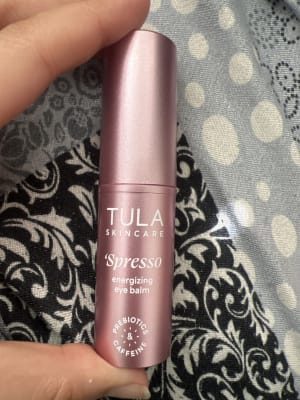 TULA
SKINCARE
'Spresso
energizing
eye balm
PREBIOTICS
&
CAFFEINE